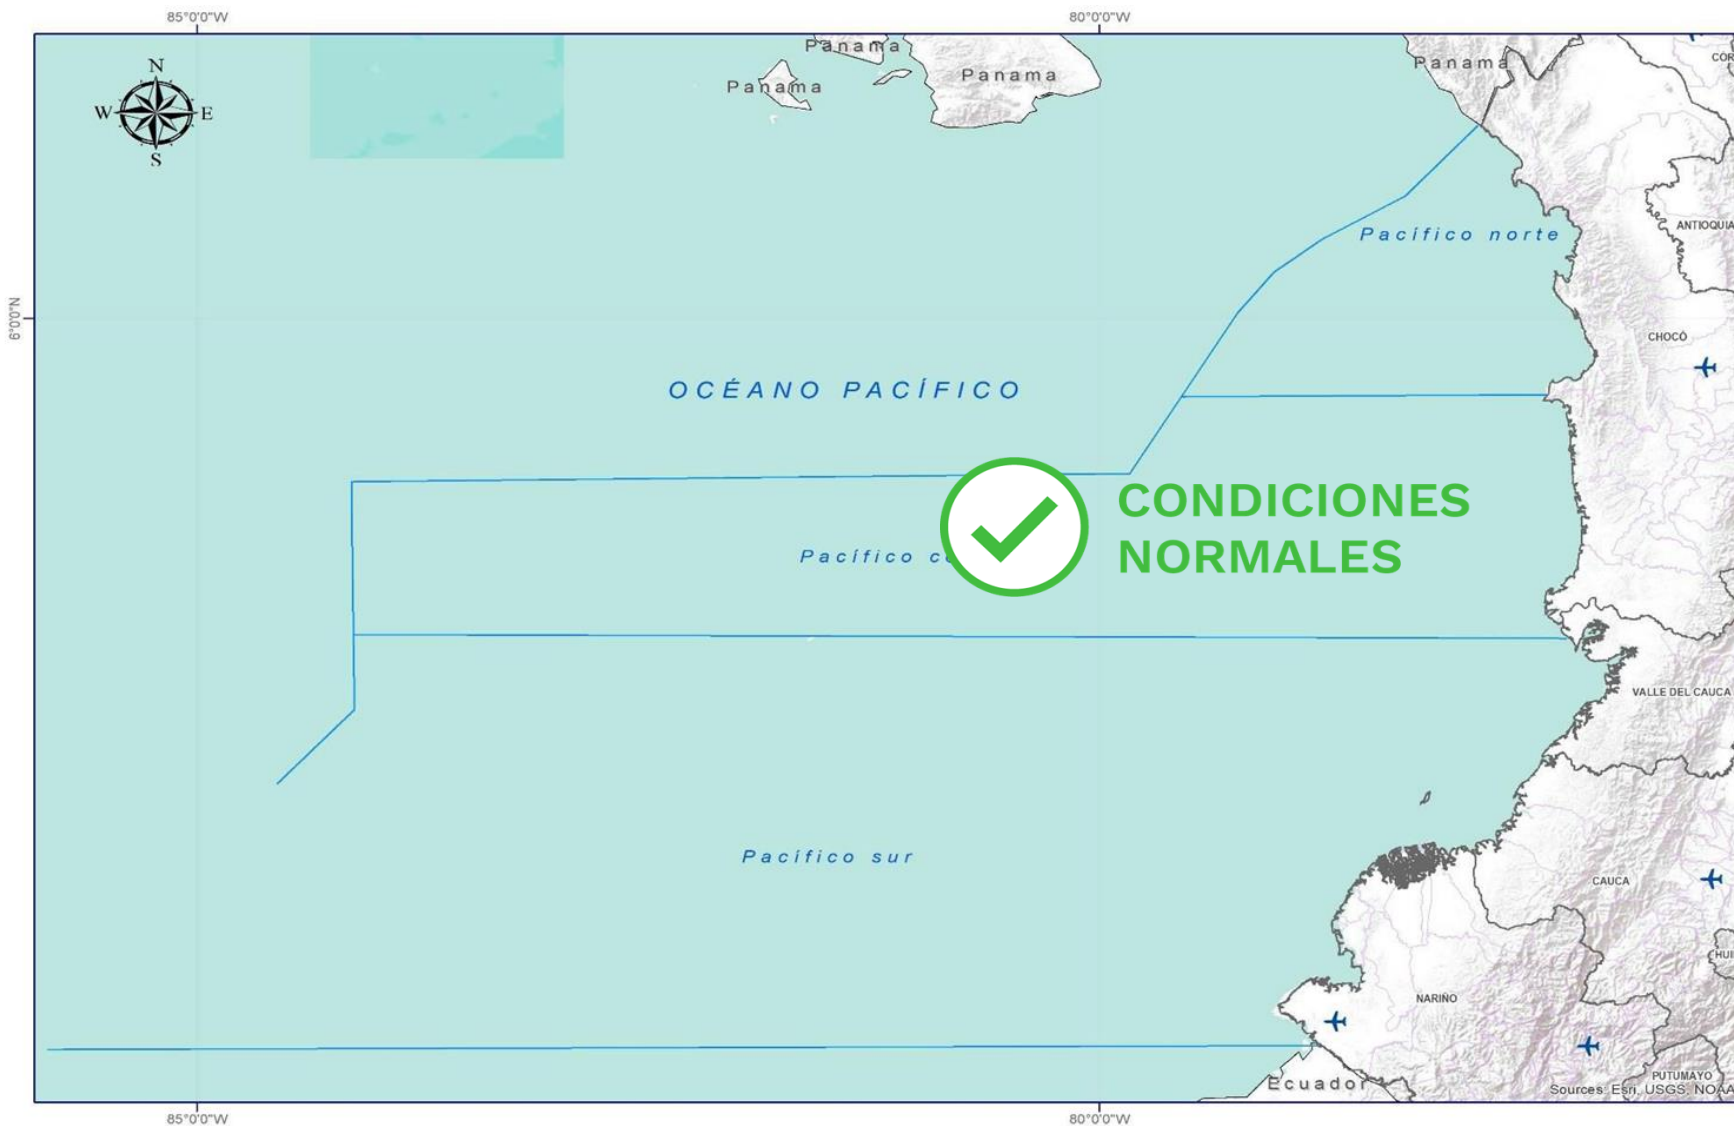 85°0'0"W
80°0'0"W
N
W
E
S
Panama
Panama
Panama
Panama
ANTIOQUIA
Pacífico norte
6°0'0"N
CHOCÓ
OCÉANO PACÍFICO
CONDICIONES
NORMALES
Pacífico
VALLE DEL CAUCA
Pacífico sur
CAUCA
NARIÑO
Ecuador
PUTUMAYO
Sources: Esri, USGS, NOAA
85°0'0"W
80°0'0"W